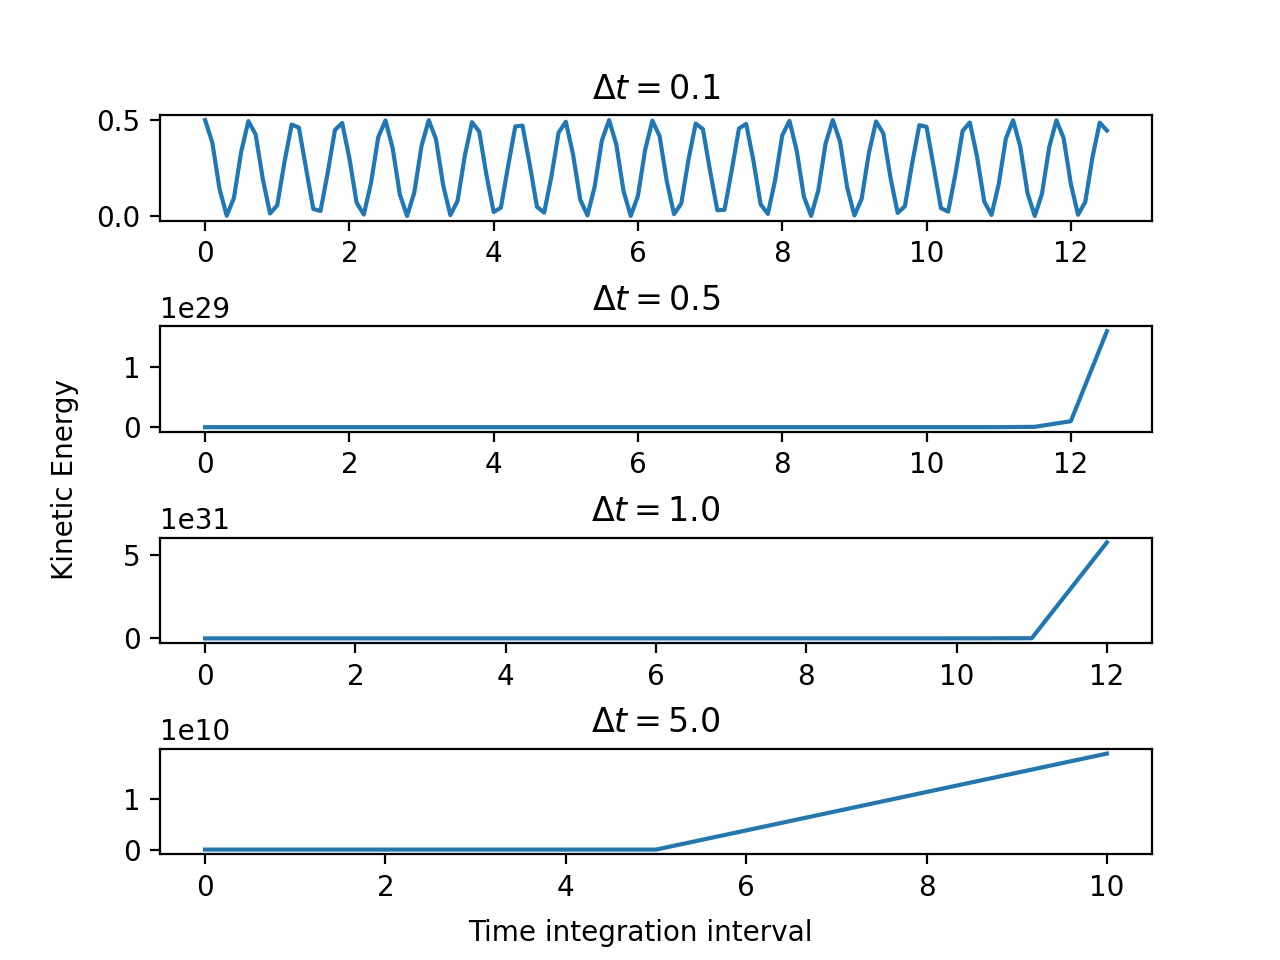 Δt = 0.1
0.5
0.0
0 2 4 6 8 10 12
Δt = 0.5
1e29
1
0
0 2 4 6 8 10 12
Kinetic Energy
Δt = 1.0
1e31
5
0
0 2 4 6 8 10 12
Δt = 5.0
1e10
1
0
0 2 4 6 8 10
Time integration interval